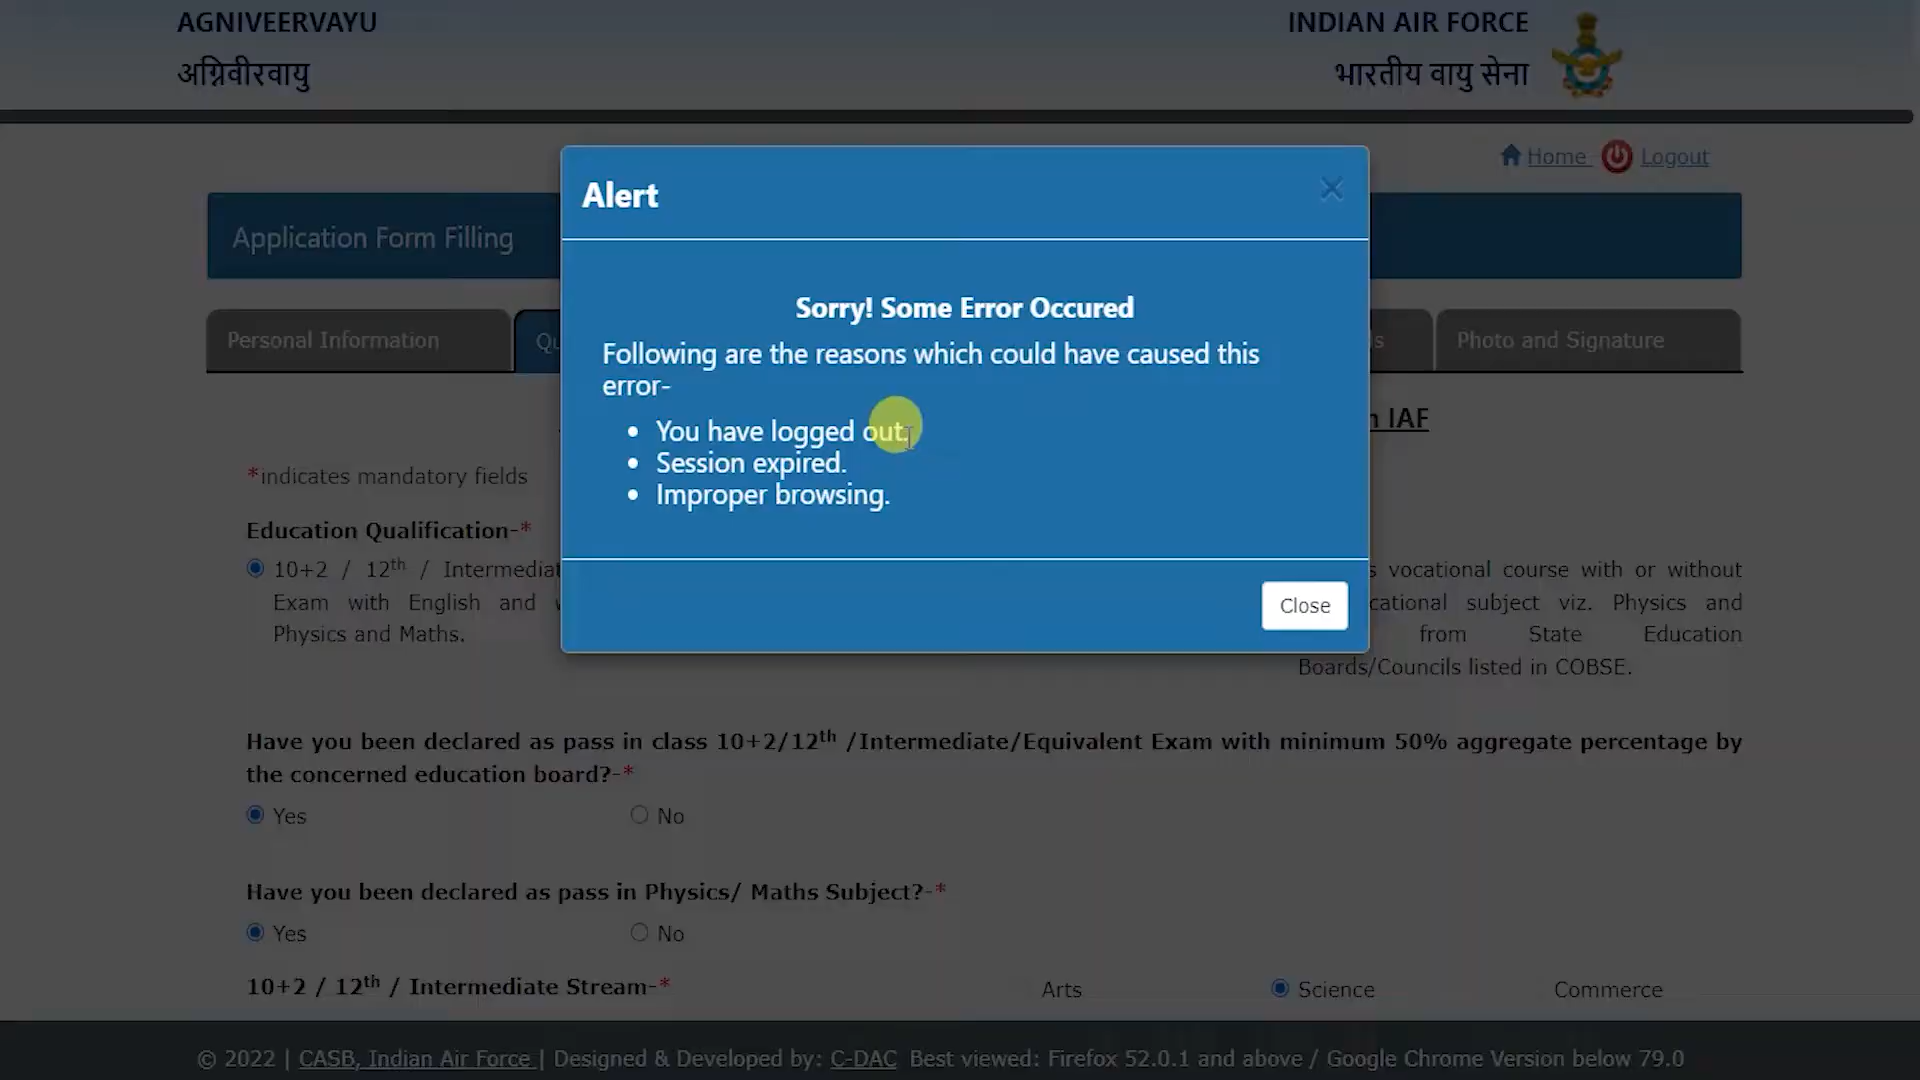 AGNIVEERVAYU
अग्निवीरवायु
INDIAN AIR FORCE
भारतीय वायु सेना
Home
Logout
Application Form Filling
Alert
×
Sorry! Some Error Occured
Following are the reasons which could have caused this
error-
• You have logged out.
• Session expired.
• Improper browsing.
Close
Personal Information
Photo and Signature
IAF
*indicates mandatory fields
Education Qualification-*
10+2 / 12th /
Exam with English and
Physics and Maths.
vocational course with or without
subject viz. Physics and
from State Education
Boards/Councils listed in COBSE.
Have you been declared as pass in class 10+2/12th /Intermediate/Equivalent Exam with minimum 50% aggregate percentage by
the concerned education board?-*
Yes No
Have you been declared as pass in Physics/ Maths Subject?-*
Yes No
10+2 / 12th / Intermediate Stream-* Arts Science Commerce
© 2022 | CASB, Indian Air Force | Designed & Developed by: C-DAC Best viewed: Firefox 52.0.1 and above / Google Chrome Version below 79.0